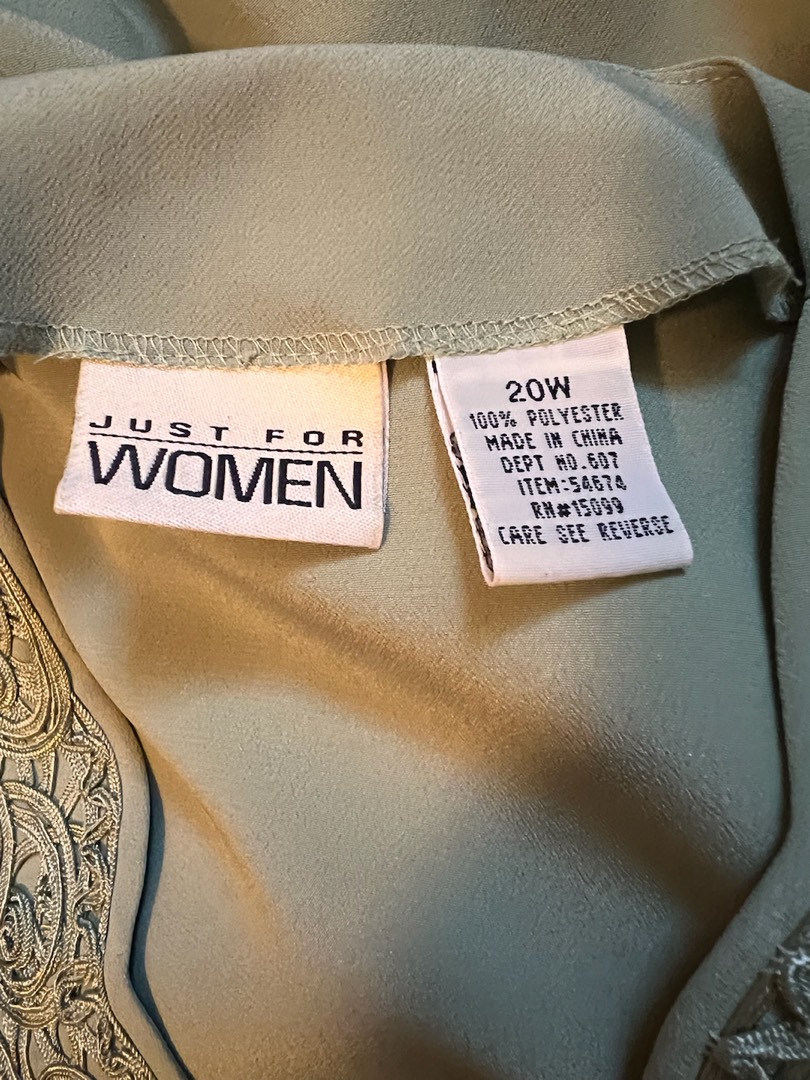 JUST FOR
WOMEN
20W
100% POLYESTER
MADE IN CHINA
DEPT NO.607
ITEM:54674
RN#15099
CARE SEE REVERSE